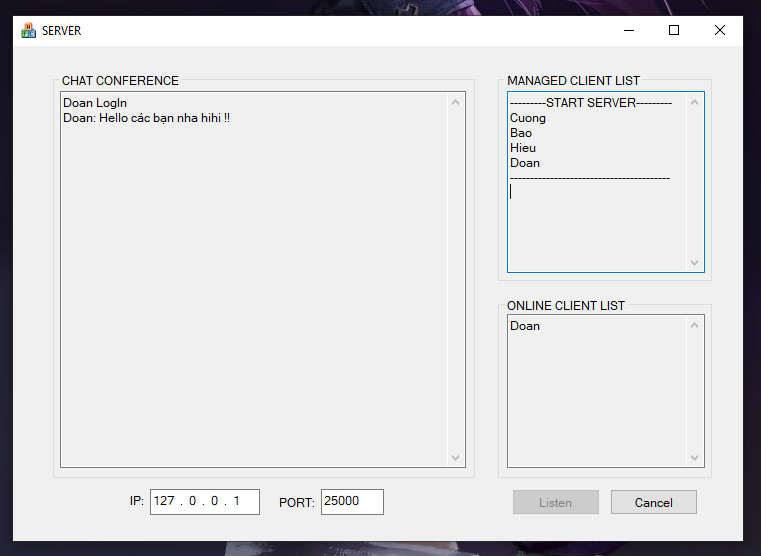 SERVER
CHAT CONFERENCE
Doan LogIn
Doan: Hello các bạn nha hihi !!
MANAGED CLIENT LIST
---------START SERVER---------
Cuong
Bao
Hieu
Doan
----------------------------------------
ONLINE CLIENT LIST
Doan
IP: 127 . 0 . 0 . 1 PORT: 25000
Listen Cancel